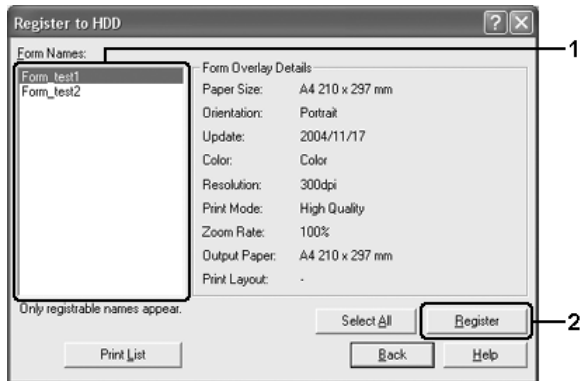 Register to HDD
Form Names:
1
Form_test1
Form_test2
Form Overlay Details
Paper Size: A4 210 x 297 mm
Orientation: Portrait
Update: 2004/11/17
Color: Color
Resolution: 300dpi
Print Mode: High Quality
Zoom Rate: 100%
Output Paper: A4 210 x 297 mm
Print Layout: -
Only registrable names appear.
Select All
Register
2
Print List
Back
Help